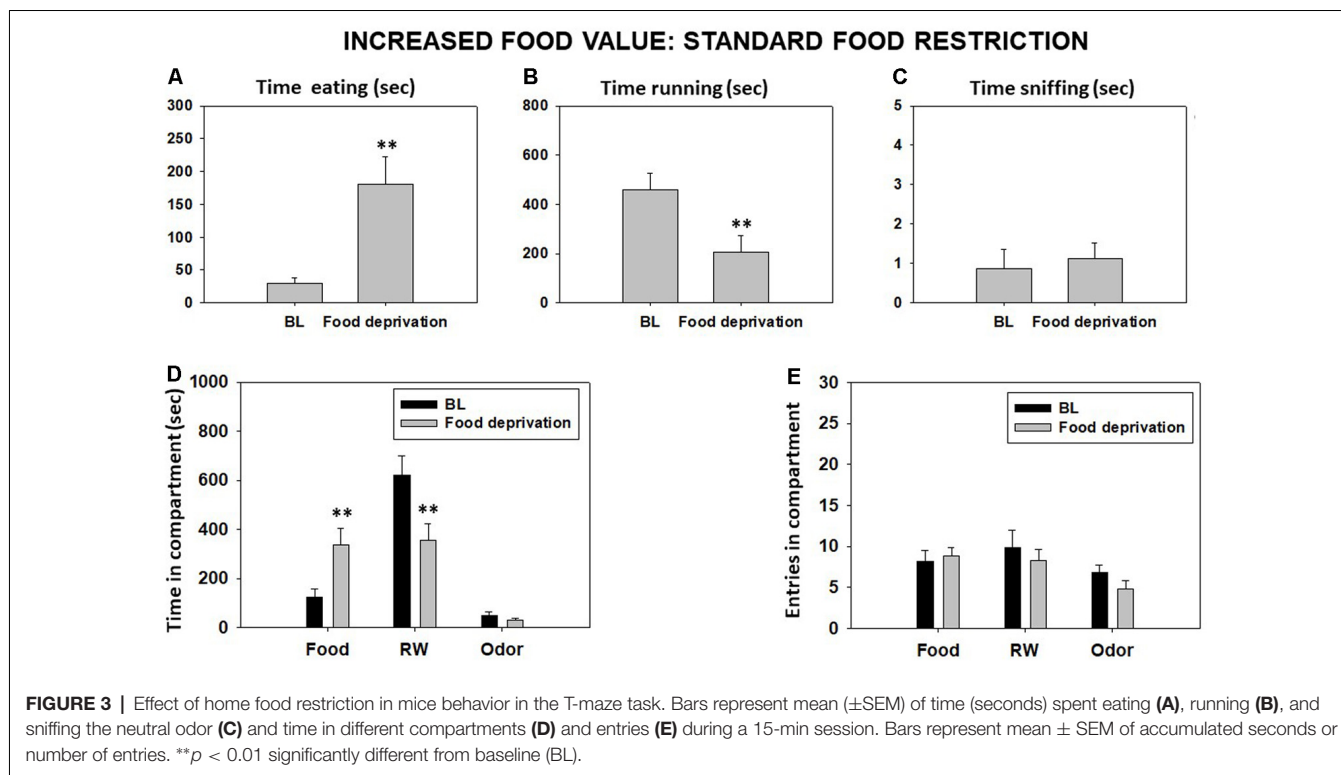 INCREASED FOOD VALUE: STANDARD FOOD RESTRICTION
A
Time eating (sec)
300
250
200
150
100
50
0
**
BL Food deprivation
B
Time running (sec)
800
600
400
200
0
**
BL Food deprivation
C
Time sniffing (sec)
5
4
3
2
1
0
BL Food deprivation
D
Time in compartment (sec)
1000
800
600
400
200
0
BL
Food deprivation
**
**
Food RW Odor
E
Entries in compartment
30
25
20
15
10
5
0
BL
Food deprivation
Food RW Odor
FIGURE 3 | Effect of home food restriction in mice behavior in the T-maze task. Bars represent mean (±SEM) of time (seconds) spent eating (A), running (B), and
sniffing the neutral odor (C) and time in different compartments (D) and entries (E) during a 15-min session. Bars represent mean ± SEM of accumulated seconds or
number of entries. **p < 0.01 significantly different from baseline (BL).